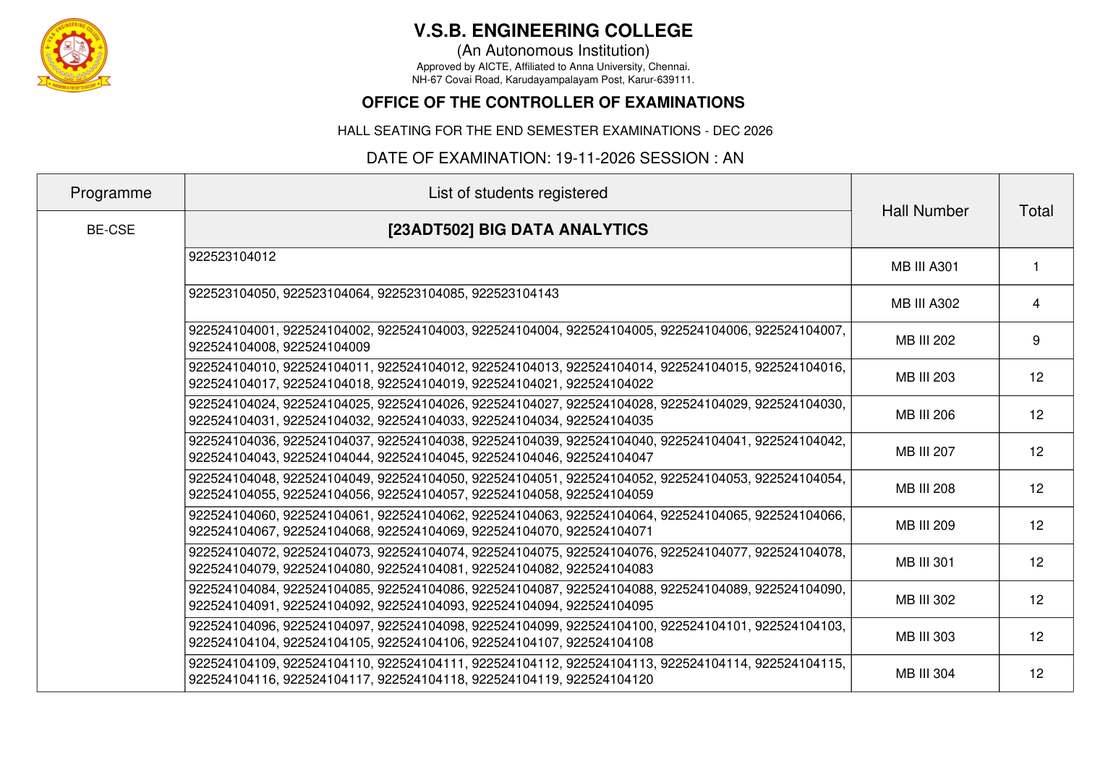 V.S.B. ENGINEERING COLLEGE
(An Autonomous Institution)
Approved by AICTE, Affiliated to Anna University, Chennai.
NH-67 Covai Road, Karudayampalayam Post, Karur-639111.
OFFICE OF THE CONTROLLER OF EXAMINATIONS
HALL SEATING FOR THE END SEMESTER EXAMINATIONS - DEC 2026
DATE OF EXAMINATION: 19-11-2026 SESSION : AN
Programme List of students registered Hall Number Total
BE-CSE [23ADT502] BIG DATA ANALYTICS
922523104012 MB III A301 1
922523104050, 922523104064, 922523104085, 922523104143 MB III A302 4
922524104001, 922524104002, 922524104003, 922524104004, 922524104005, 922524104006, 922524104007,
922524104008, 922524104009 MB III 202 9
922524104010, 922524104011, 922524104012, 922524104013, 922524104014, 922524104015, 922524104016,
922524104017, 922524104018, 922524104019, 922524104021, 922524104022 MB III 203 12
922524104024, 922524104025, 922524104026, 922524104027, 922524104028, 922524104029, 922524104030,
922524104031, 922524104032, 922524104033, 922524104034, 922524104035 MB III 206 12
922524104036, 922524104037, 922524104038, 922524104039, 922524104040, 922524104041, 922524104042,
922524104043, 922524104044, 922524104045, 922524104046, 922524104047 MB III 207 12
922524104048, 922524104049, 922524104050, 922524104051, 922524104052, 922524104053, 922524104054,
922524104055, 922524104056, 922524104057, 922524104058, 922524104059 MB III 208 12
922524104060, 922524104061, 922524104062, 922524104063, 922524104064, 922524104065, 922524104066,
922524104067, 922524104068, 922524104069, 922524104070, 922524104071 MB III 209 12
922524104072, 922524104073, 922524104074, 922524104075, 922524104076, 922524104077, 922524104078,
922524104079, 922524104080, 922524104081, 922524104082, 922524104083 MB III 301 12
922524104084, 922524104085, 922524104086, 922524104087, 922524104088, 922524104089, 922524104090,
922524104091, 922524104092, 922524104093, 922524104094, 922524104095 MB III 302 12
922524104096, 922524104097, 922524104098, 922524104099, 922524104100, 922524104101, 922524104103,
922524104104, 922524104105, 922524104106, 922524104107, 922524104108 MB III 303 12
922524104109, 922524104110, 922524104111, 922524104112, 922524104113, 922524104114, 922524104115,
922524104116, 922524104117, 922524104118, 922524104119, 922524104120 MB III 304 12